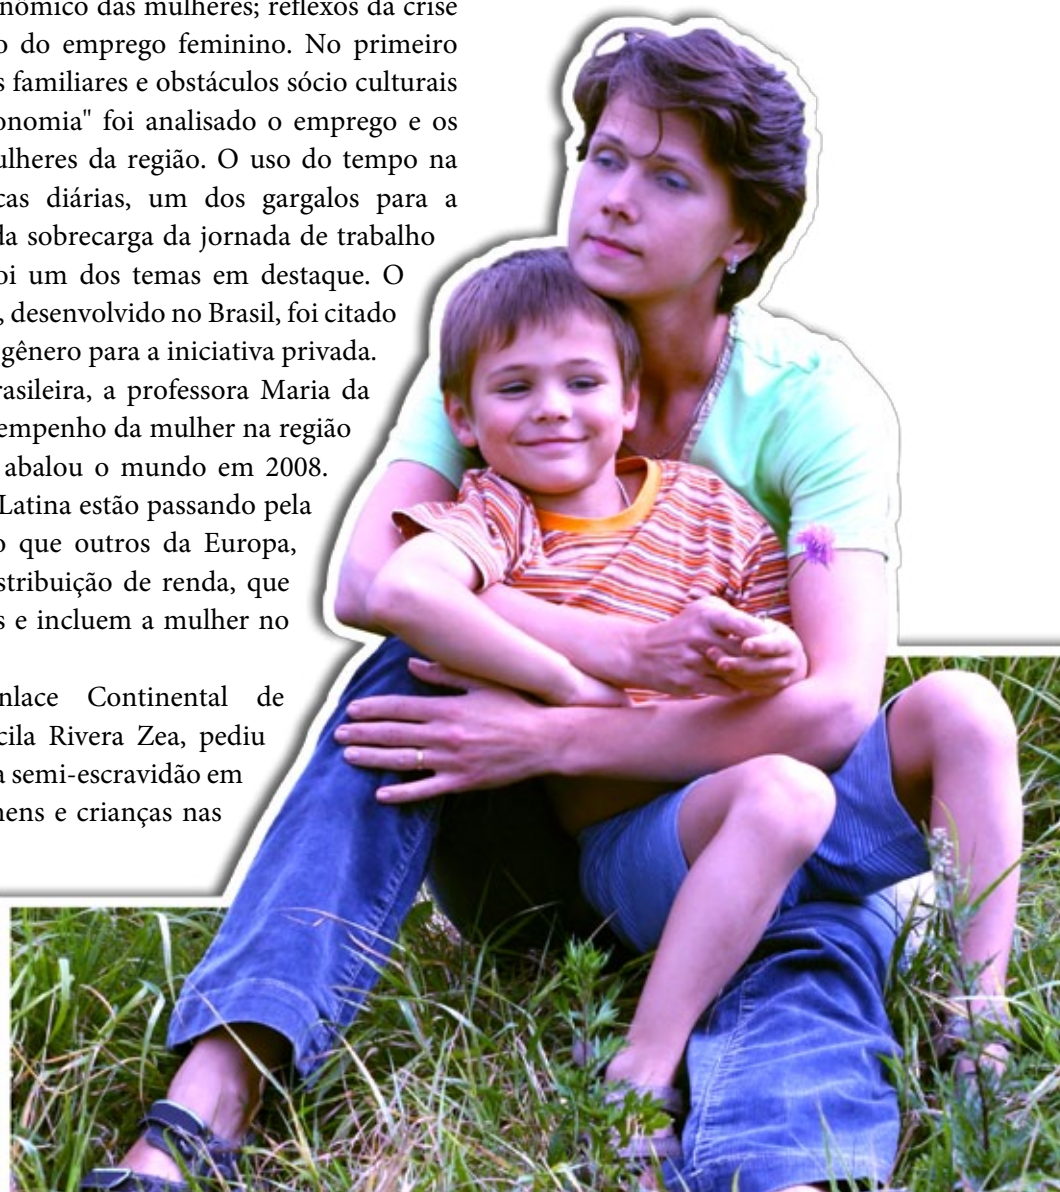 nômico das mulheres; reflexos da crise
o do emprego feminino. No primeiro
s familiares e obstáculos sócio culturais
onomia" foi analisado o emprego e os
ulheres da região. O uso do tempo na
cas diárias, um dos gargalos para a
da sobrecarga da jornada de trabalho
oi um dos temas em destaque. O
, desenvolvido no Brasil, foi citado
gênero para a iniciativa privada.
rasileira, a professora Maria da
empenho da mulher na região
abalou o mundo em 2008.
Latina estão passando pela
o que outros da Europa,
stribuição de renda, que
s e incluem a mulher no
nlace Continental de
cila Rivera Zea, pediu
a semi-escravidão em
nens e crianças nas